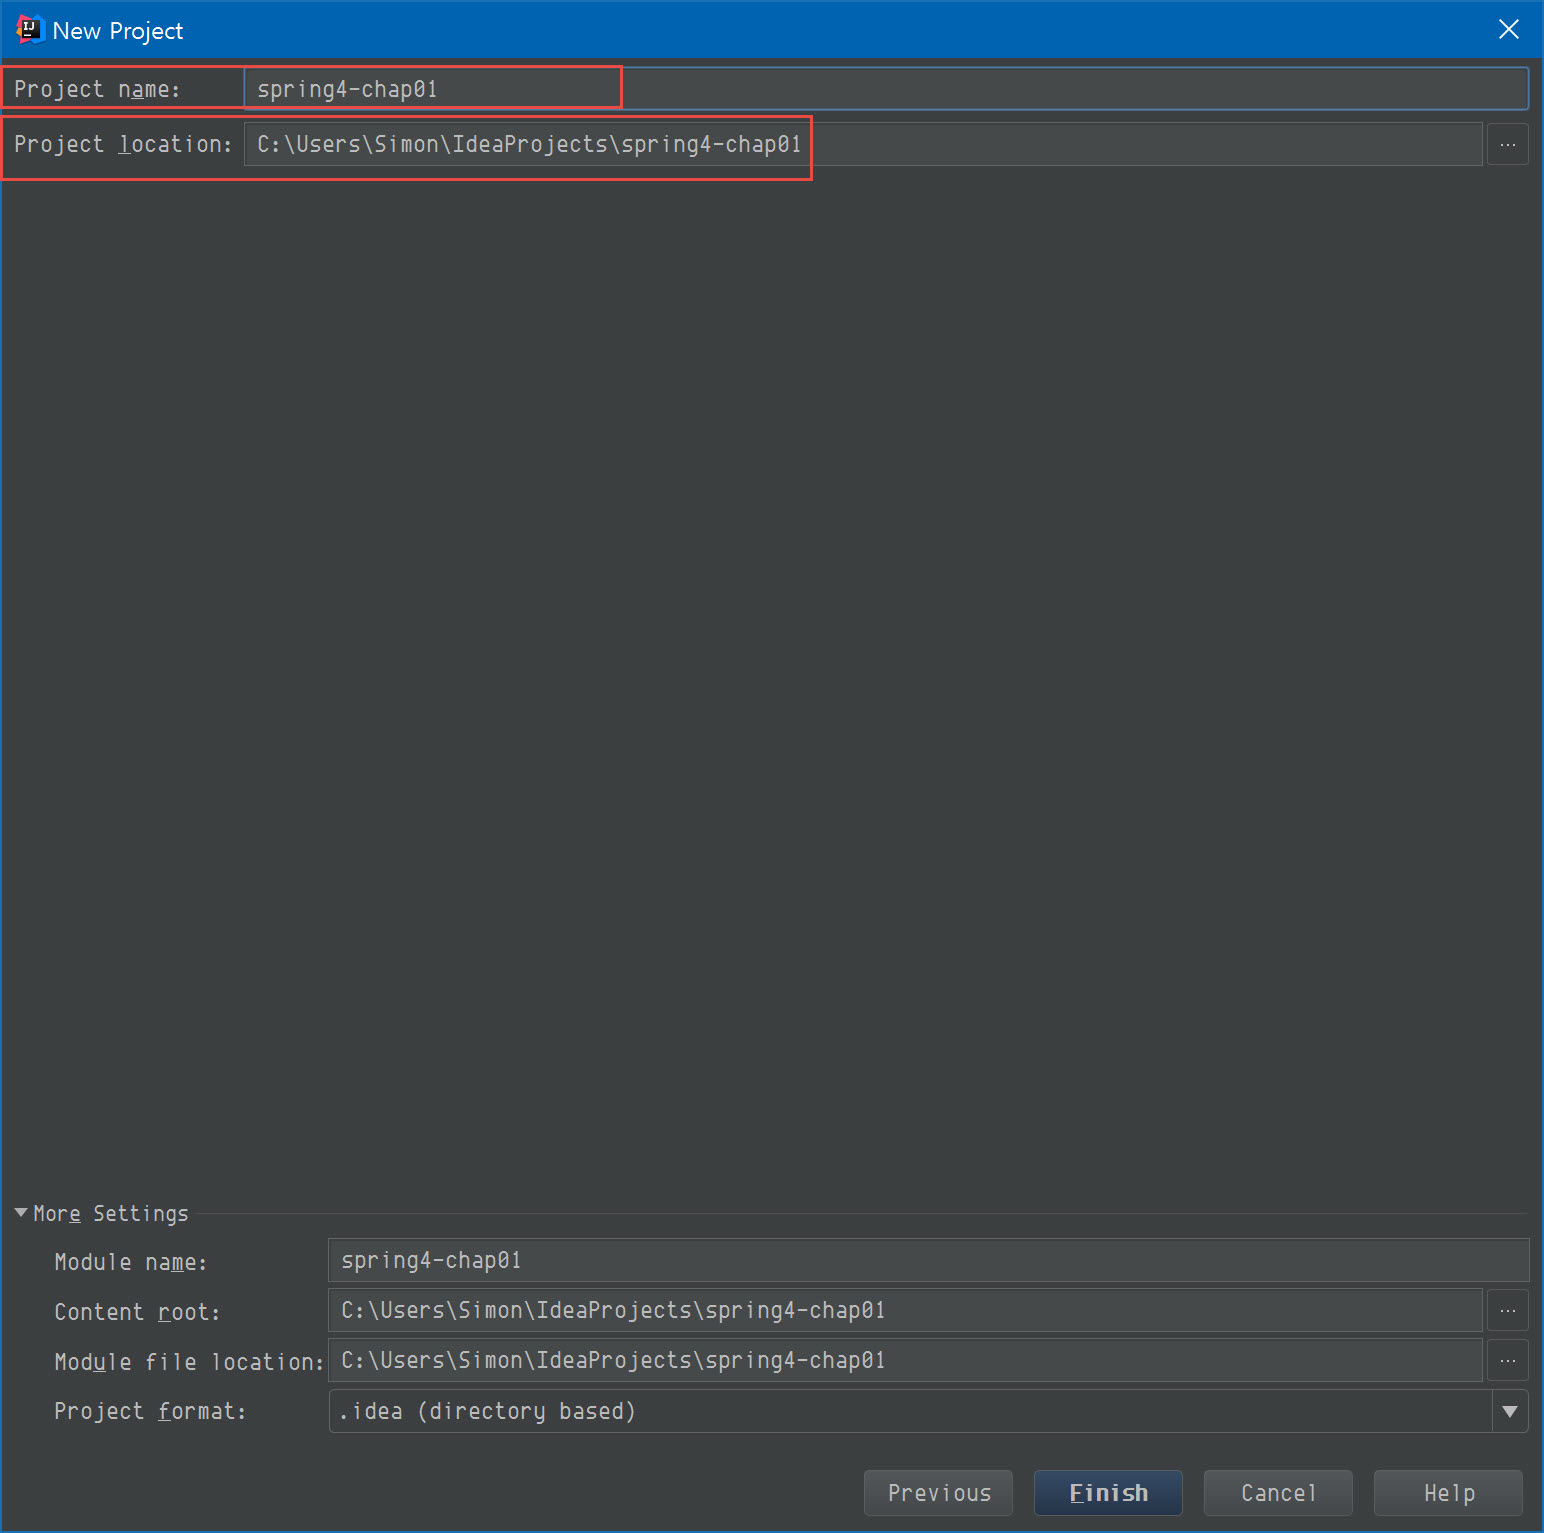 IJ
New Project
Project name: spring4-chap01
Project location: C:\Users\Simon\IdeaProjects\spring4-chap01 ...
More Settings
Module name: spring4-chap01
Content root: C:\Users\Simon\IdeaProjects\spring4-chap01 ...
Module file location: C:\Users\Simon\IdeaProjects\spring4-chap01 ...
Project format: .idea (directory based)
Previous Finish Cancel Help